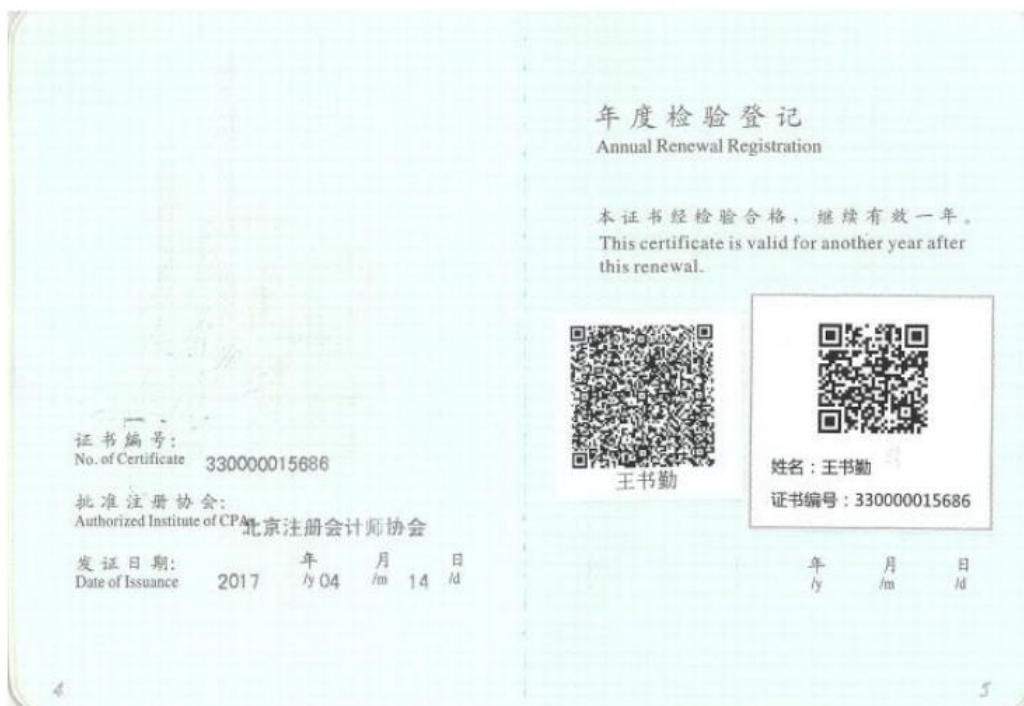 证书编号:
No. of Certificate 330000015686
批准注册协会:
Authorized Institute of CPAs 北京注册会计师协会
发证日期: 年 月 日
Date of Issuance 2017 /y 04 /m 14 /d
4
年度检验登记
Annual Renewal Registration
本证书经检验合格,继续有效一年。
This certificate is valid for another year after
this renewal.
王书勤
姓名:王书勤
证书编号:330000015686
年 月 日
/y /m /d
5